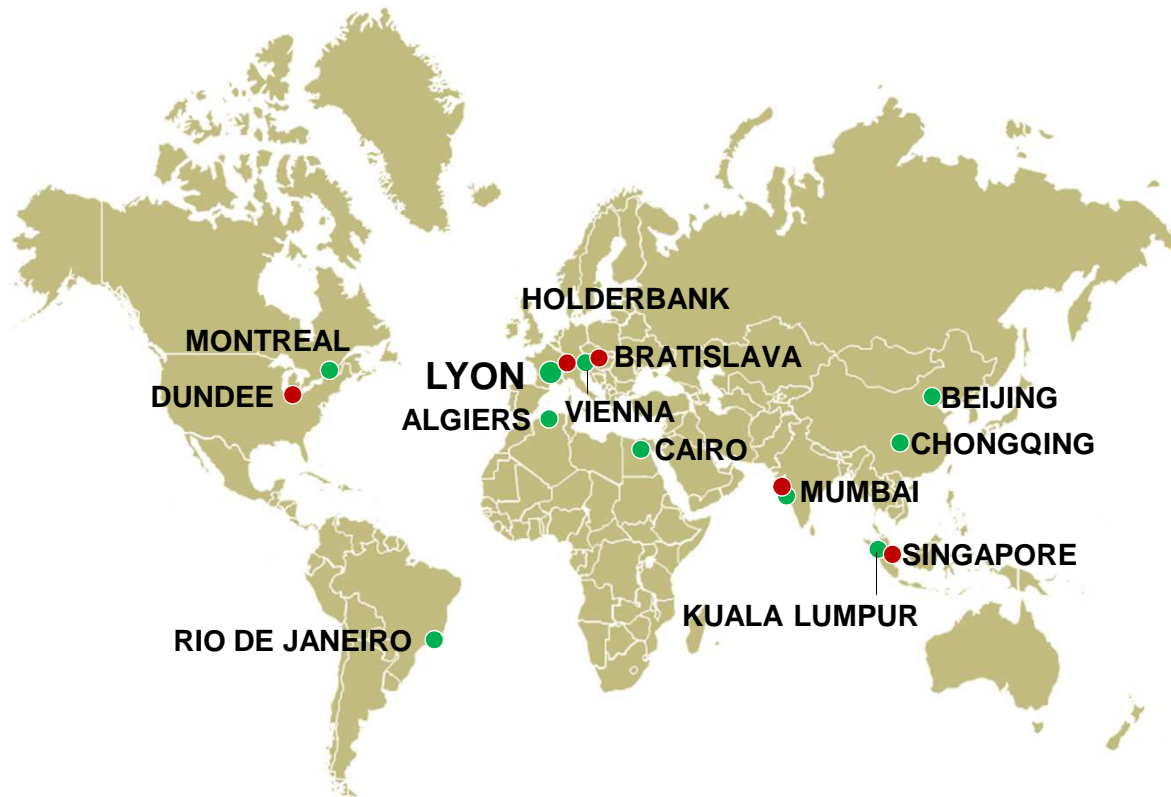 HOLDERBANK
MONTREAL
BRATISLAVA
LYON
DUNDEE
BEIJING
ALGIERS
VIENNA
CHONGQING
CAIRO
MUMBAI
SINGAPORE
KUALA LUMPUR
RIO DE JANEIRO